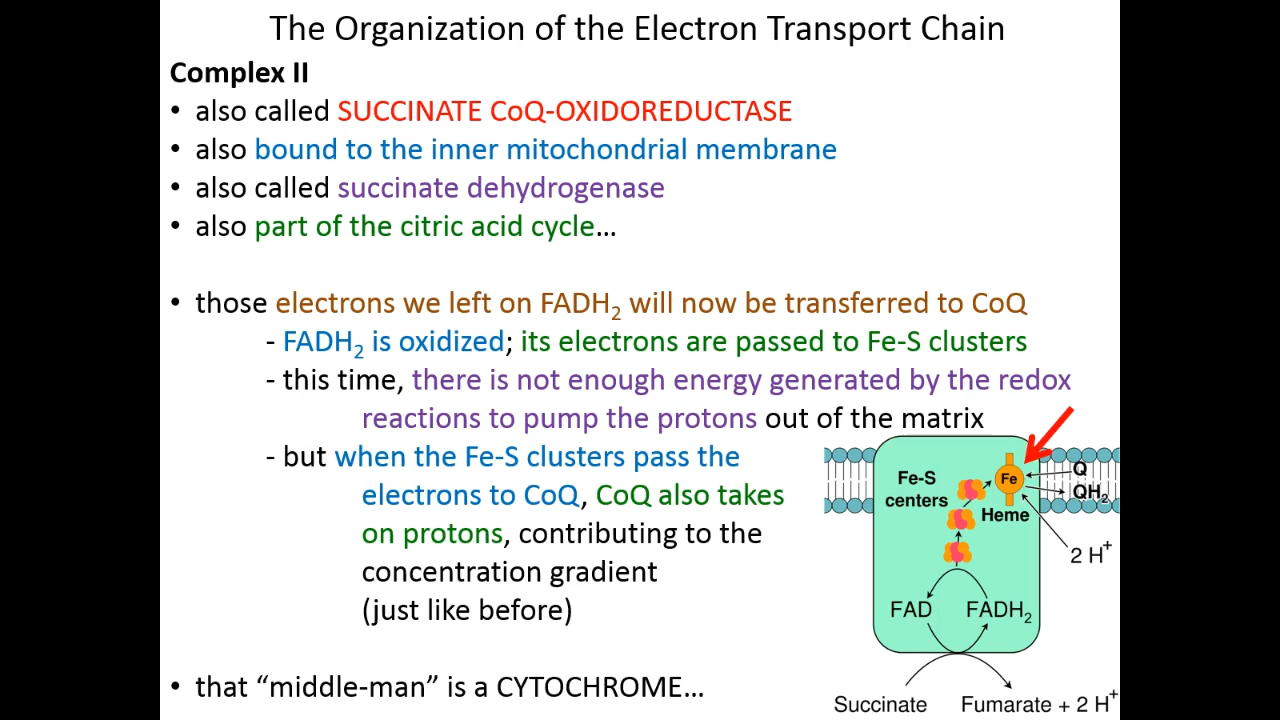 The Organization of the Electron Transport Chain
Complex II
• also called SUCCINATE CoQ-OXIDOREDUCTASE
• also bound to the inner mitochondrial membrane
• also called succinate dehydrogenase
• also part of the citric acid cycle…
• those electrons we left on FADH₂ will now be transferred to CoQ
- FADH₂ is oxidized; its electrons are passed to Fe-S clusters
- this time, there is not enough energy generated by the redox
reactions to pump the protons out of the matrix
- but when the Fe-S clusters pass the
electrons to CoQ, CoQ also takes
on protons, contributing to the
concentration gradient
(just like before)
• that “middle-man” is a CYTOCHROME…
Fe-S
centers
Fe
Heme
Q
QH₂
2 H⁺
FAD
FADH₂
Succinate
Fumarate + 2 H⁺